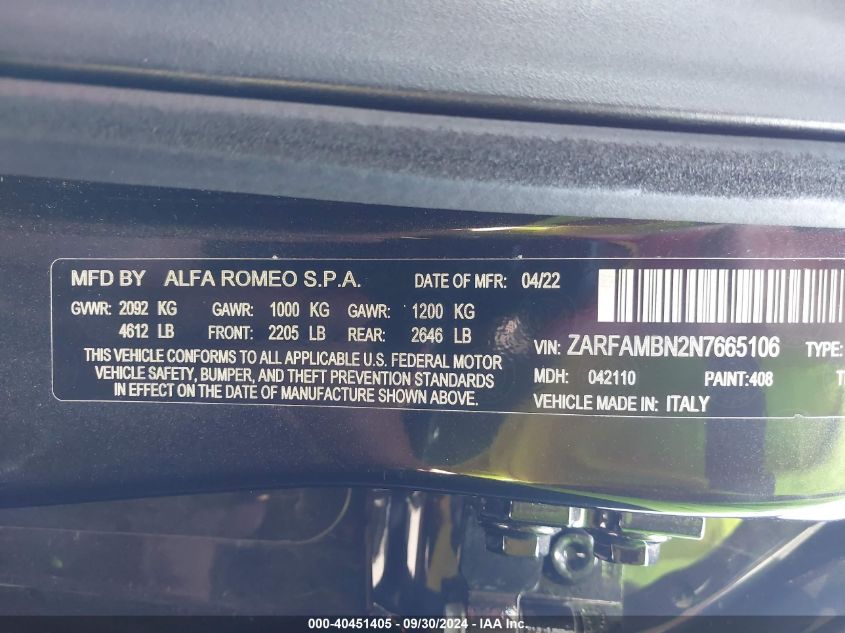 MFD BY ALFA ROMEO S.P.A. DATE OF MFR: 04/22
GVWR: 2092 KG GAWR: 1000 KG GAWR: 1200 KG
4612 LB FRONT: 2205 LB REAR: 2646 LB
THIS VEHICLE CONFORMS TO ALL APPLICABLE U.S. FEDERAL MOTOR
VEHICLE SAFETY, BUMPER, AND THEFT PREVENTION STANDARDS
IN EFFECT ON THE DATE OF MANUFACTURE SHOWN ABOVE.
VIN: ZARFAMBN2N7665106 TYPE:
MDH: 042110 PAINT:408
VEHICLE MADE IN: ITALY
000-40451405 - 09/30/2024 - IAA Inc.